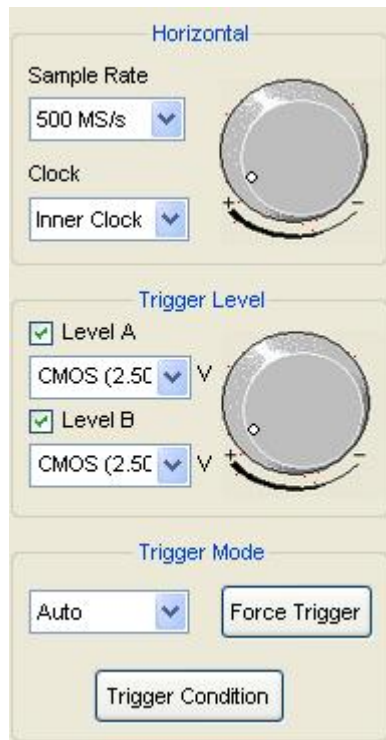 Horizontal
Sample Rate
500 MS/s
Clock
+ -
Inner Clock
Trigger Level
Level A
CMOS (2.50 V
Level B
CMOS (2.50 V
+ -
Trigger Mode
Auto
Force Trigger
Trigger Condition